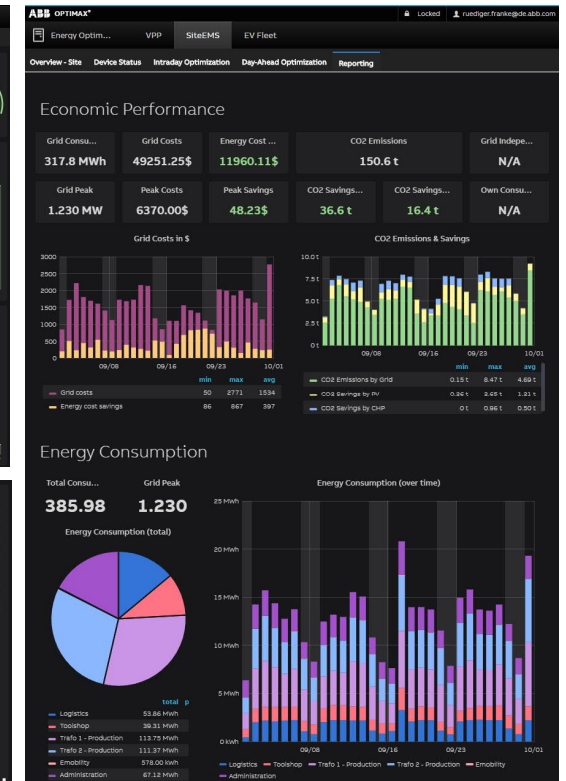 ABB OPTIMAX®
Locked
ruediger.franke@de.abb.com
Energy Optim...
VPP
SiteEMS
EV Fleet
Overview - Site
Device Status
Intraday Optimization
Day-Ahead Optimization
Reporting
Economic Performance
Grid Consu...
Grid Costs
Energy Cost ...
CO2 Emissions
Grid Indepe...
317.8 MWh
49251.25$
11960.11$
150.6 t
N/A
Grid Peak
Peak Costs
Peak Savings
CO2 Savings...
CO2 Savings...
Own Consu...
1.230 MW
6370.00$
48.23$
36.6 t
16.4 t
N/A
Grid Costs in $
3000
2500
2000
1500
1000
500
0
09/08
09/16
09/23
10/01
min max avg
Grid costs 50 2771 1534
Energy cost savings 86 867 397
CO2 Emissions & Savings
10.0 t
7.5 t
5.0 t
2.5 t
0 t
09/08
09/16
09/23
10/01
min max avg
CO2 Emissions by Grid 0.15 t 8.47 t 4.69 t
CO2 Savings by PV 0.36 t 3.65 t 1.21 t
CO2 Savings by CHP 0 t 0.96 t 0.50 t
Energy Consumption
Total Consu...
Grid Peak
385.98
1.230
Energy Consumption (total)
total p
Logistics 53.86 MWh
Toolshop 39.31 MWh
Trafo 1 - Production 113.75 MWh
Trafo 2 - Production 111.37 MWh
Emobility 578.00 kWh
Administration 67.12 MWh
Energy Consumption (over time)
25 MWh
20 MWh
15 MWh
10 MWh
5 MWh
0 kWh
09/08
09/16
09/23
10/01
Logistics Toolshop Trafo 1 - Production Trafo 2 - Production Emobility
Administration